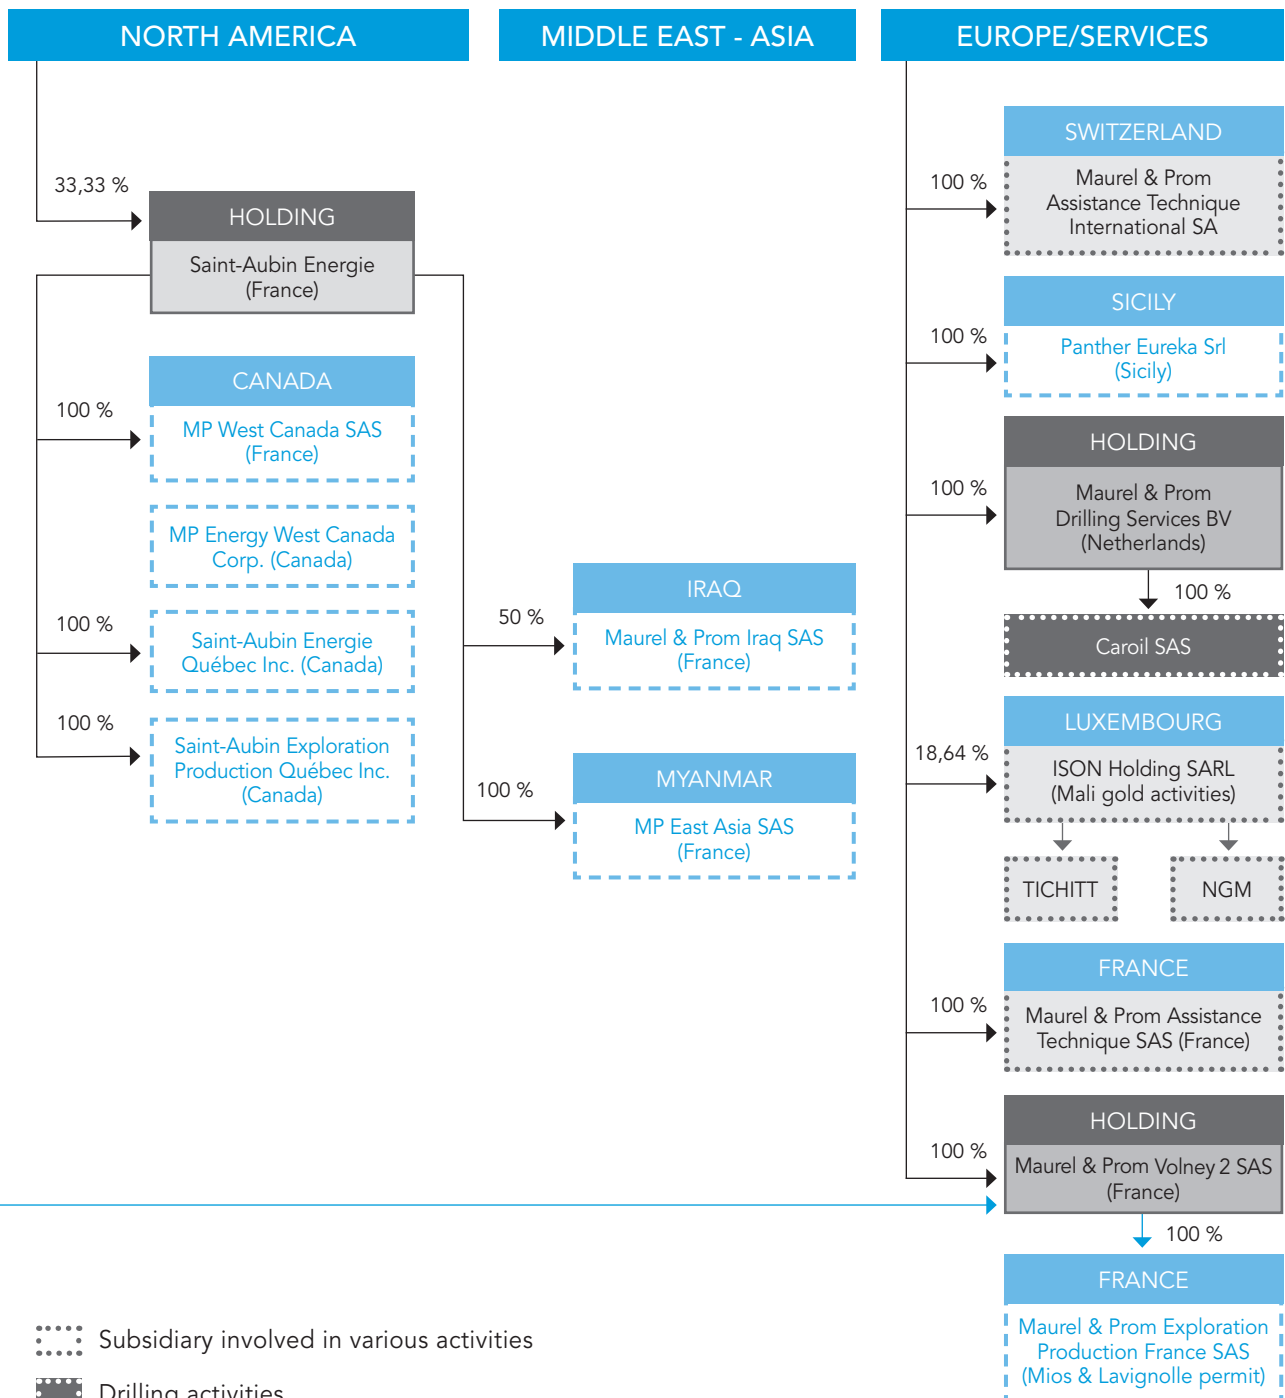 NORTH AMERICA
33,33 %
HOLDING
Saint-Aubin Energie
(France)
CANADA
100 %
MP West Canada SAS
(France)
MP Energy West Canada
Corp. (Canada)
100 %
Saint-Aubin Energie
Québec Inc. (Canada)
100 %
Saint-Aubin Exploration
Production Québec Inc.
(Canada)
MIDDLE EAST - ASIA
50 %
IRAQ
Maurel & Prom Iraq SAS
(France)
100 %
MYANMAR
MP East Asia SAS
(France)
EUROPE/SERVICES
SWITZERLAND
100 %
Maurel & Prom
Assistance Technique
International SA
SICILY
100 %
Panther Eureka Srl
(Sicily)
HOLDING
100 %
Maurel & Prom
Drilling Services BV
(Netherlands)
100 %
Caroil SAS
LUXEMBOURG
18,64 %
ISON Holding SARL
(Mali gold activities)
TICHITT
NGM
FRANCE
100 %
Maurel & Prom Assistance
Technique SAS (France)
HOLDING
100 %
Maurel & Prom Volney 2 SAS
(France)
100 %
FRANCE
Maurel & Prom Exploration
Production France SAS
(Mios & Lavignolle permit)
Subsidiary involved in various activities
Drilling activities